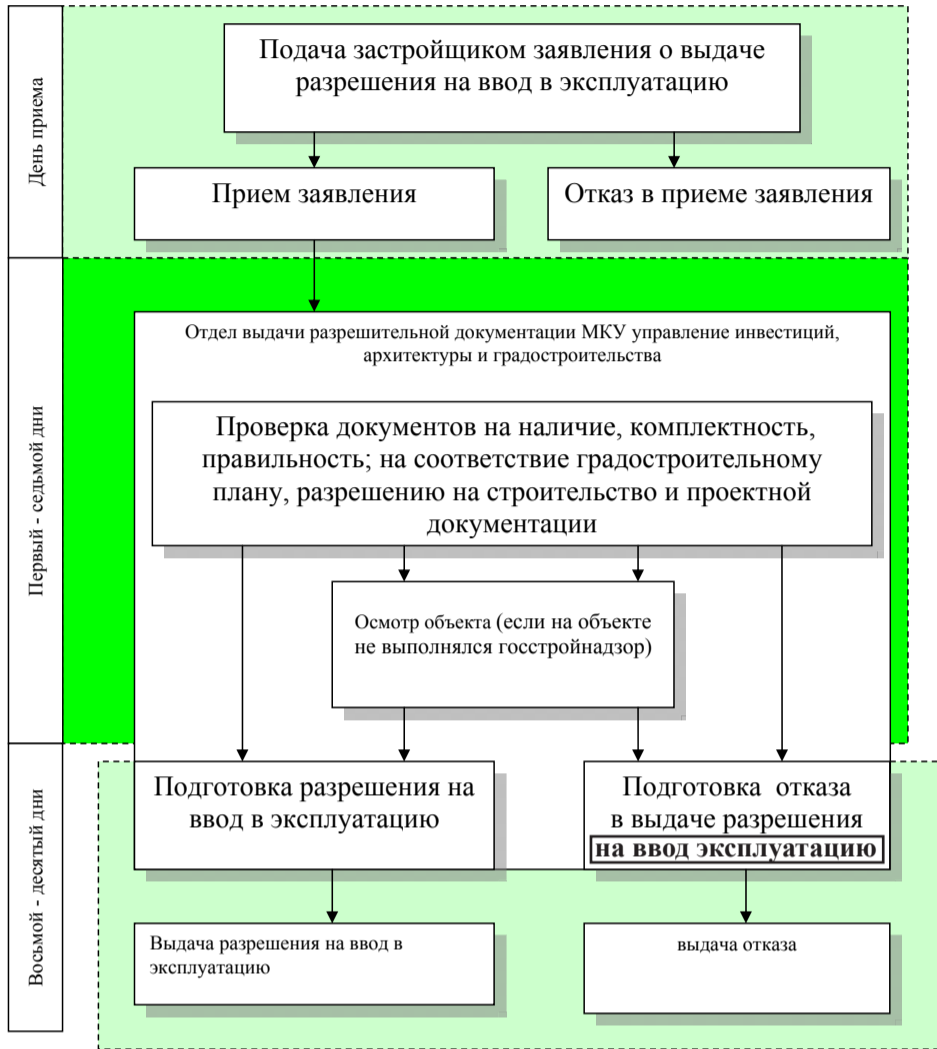 День приема
Подача застройщиком заявления о выдаче
разрешения на ввод в эксплуатацию
Прием заявления
Отказ в приеме заявления
Первый - седьмой дни
Отдел выдачи разрешительной документации МКУ управление инвестиций,
архитектуры и градостроительства
Проверка документов на наличие, комплектность,
правильность; на соответствие градостроительному
плану, разрешению на строительство и проектной
документации
Осмотр объекта (если на объекте
не выполнялся госстройнадзор)
Восьмой - десятый дни
Подготовка разрешения на
ввод в эксплуатацию
Подготовка отказа
в выдаче разрешения
на ввод эксплуатацию
Выдача разрешения на ввод в
эксплуатацию
выдача отказа